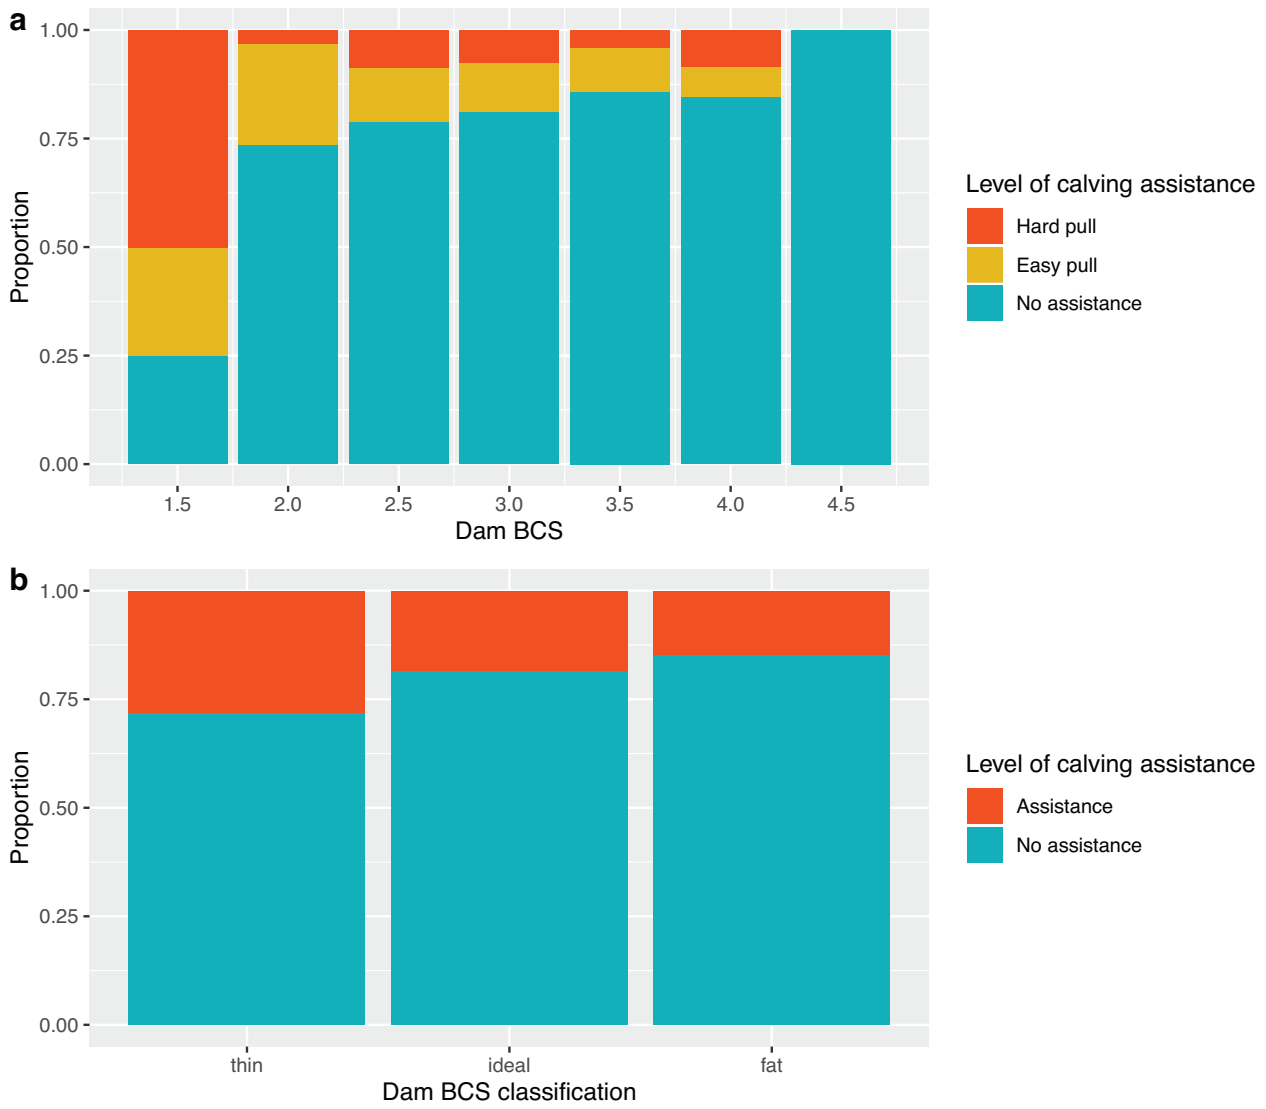 a
1.00
0.75
0.50
0.25
0.00
Proportion
1.5 2.0 2.5 3.0 3.5 4.0 4.5
Dam BCS
Level of calving assistance
Hard pull
Easy pull
No assistance
b
1.00
0.75
0.50
0.25
0.00
Proportion
thin ideal fat
Dam BCS classification
Level of calving assistance
Assistance
No assistance